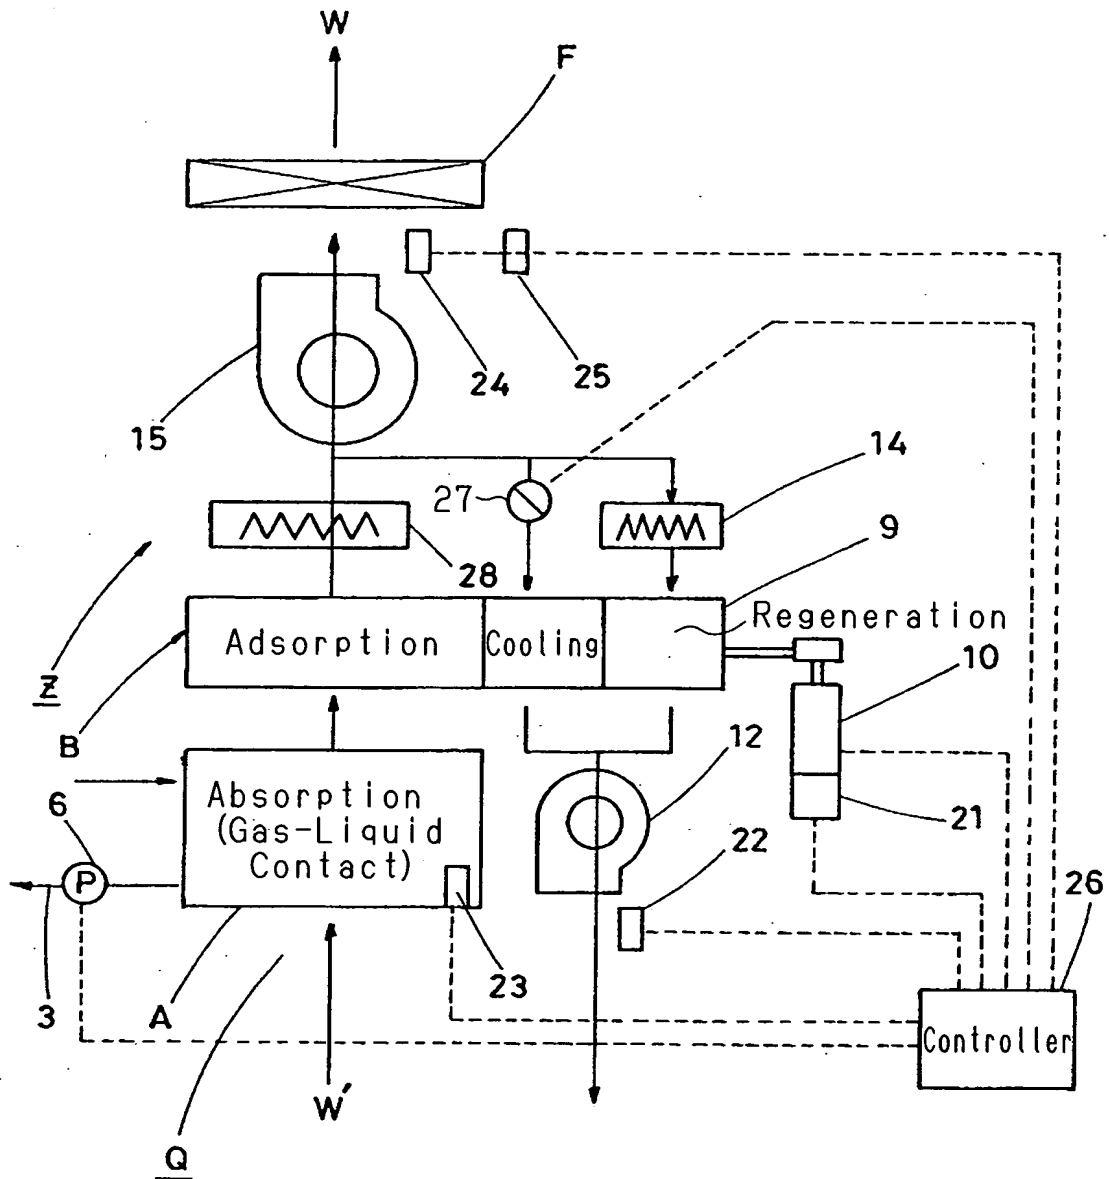 W
F
24
25
15
14
27
9
28
Regeneration
Adsorption
Cooling
10
Z
B
12
6
Absorption
(Gas-Liquid
Contact)
21
22
P
26
23
3
A
Controller
W'
Q